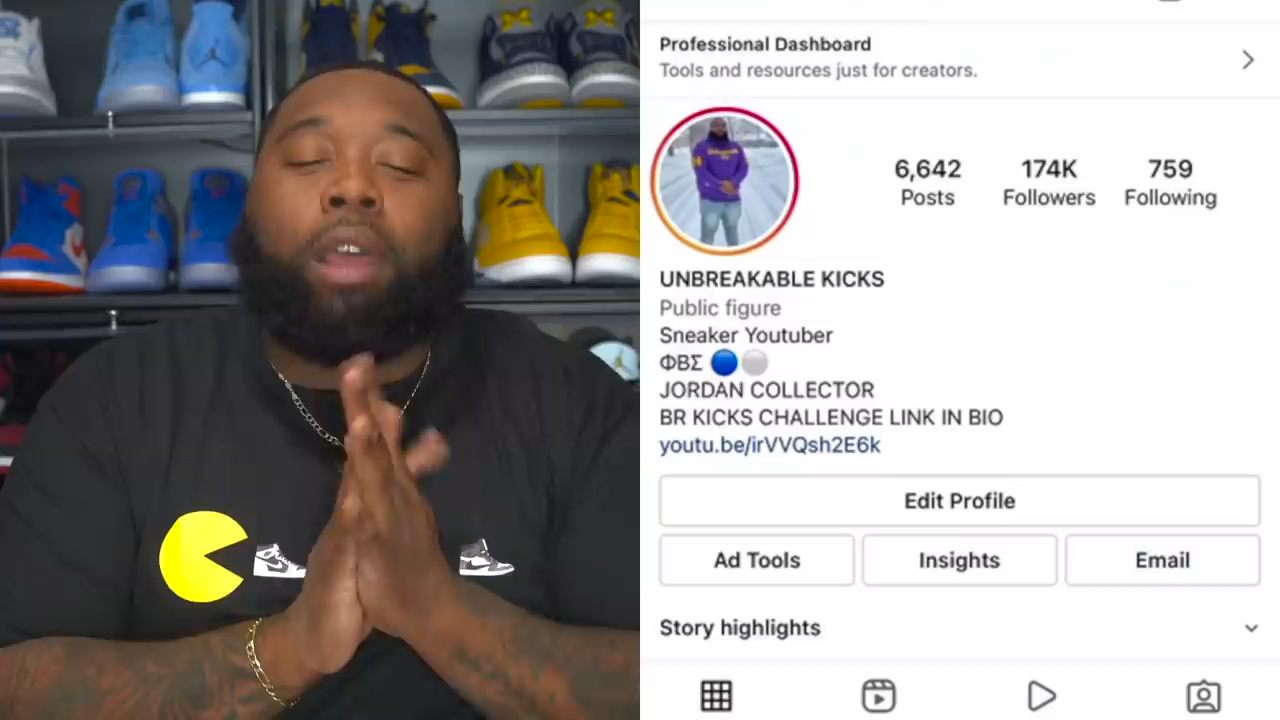 Professional Dashboard
Tools and resources just for creators.
6,642
174K
759
Posts
Followers
Following
UNBREAKABLE KICKS
Public figure
Sneaker Youtuber
ΦΒΣ 🔵⚪
JORDAN COLLECTOR
BR KICKS CHALLENGE LINK IN BIO
youtu.be/irVVQsh2E6k
Edit Profile
Ad Tools
Insights
Email
Story highlights